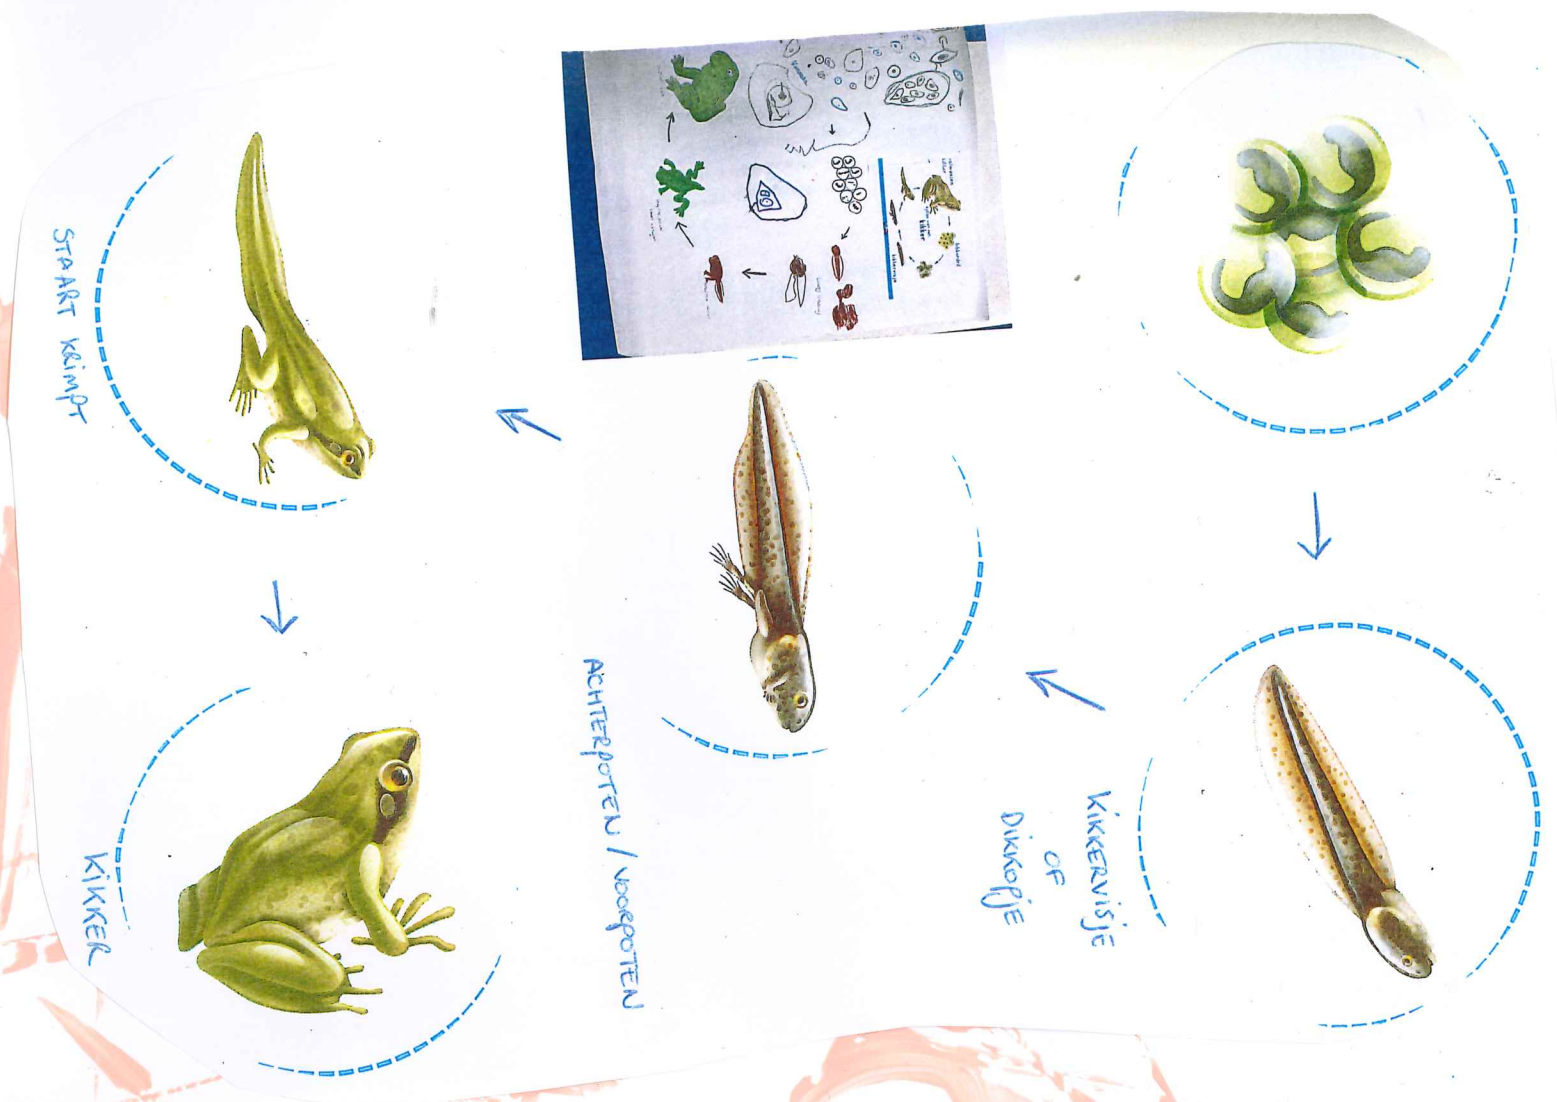 KIKKERVISJE
OF
DIKKOPJE
ACHTERPOTEN / VOORPOTEN
STAART KRIMPT
KIKKER